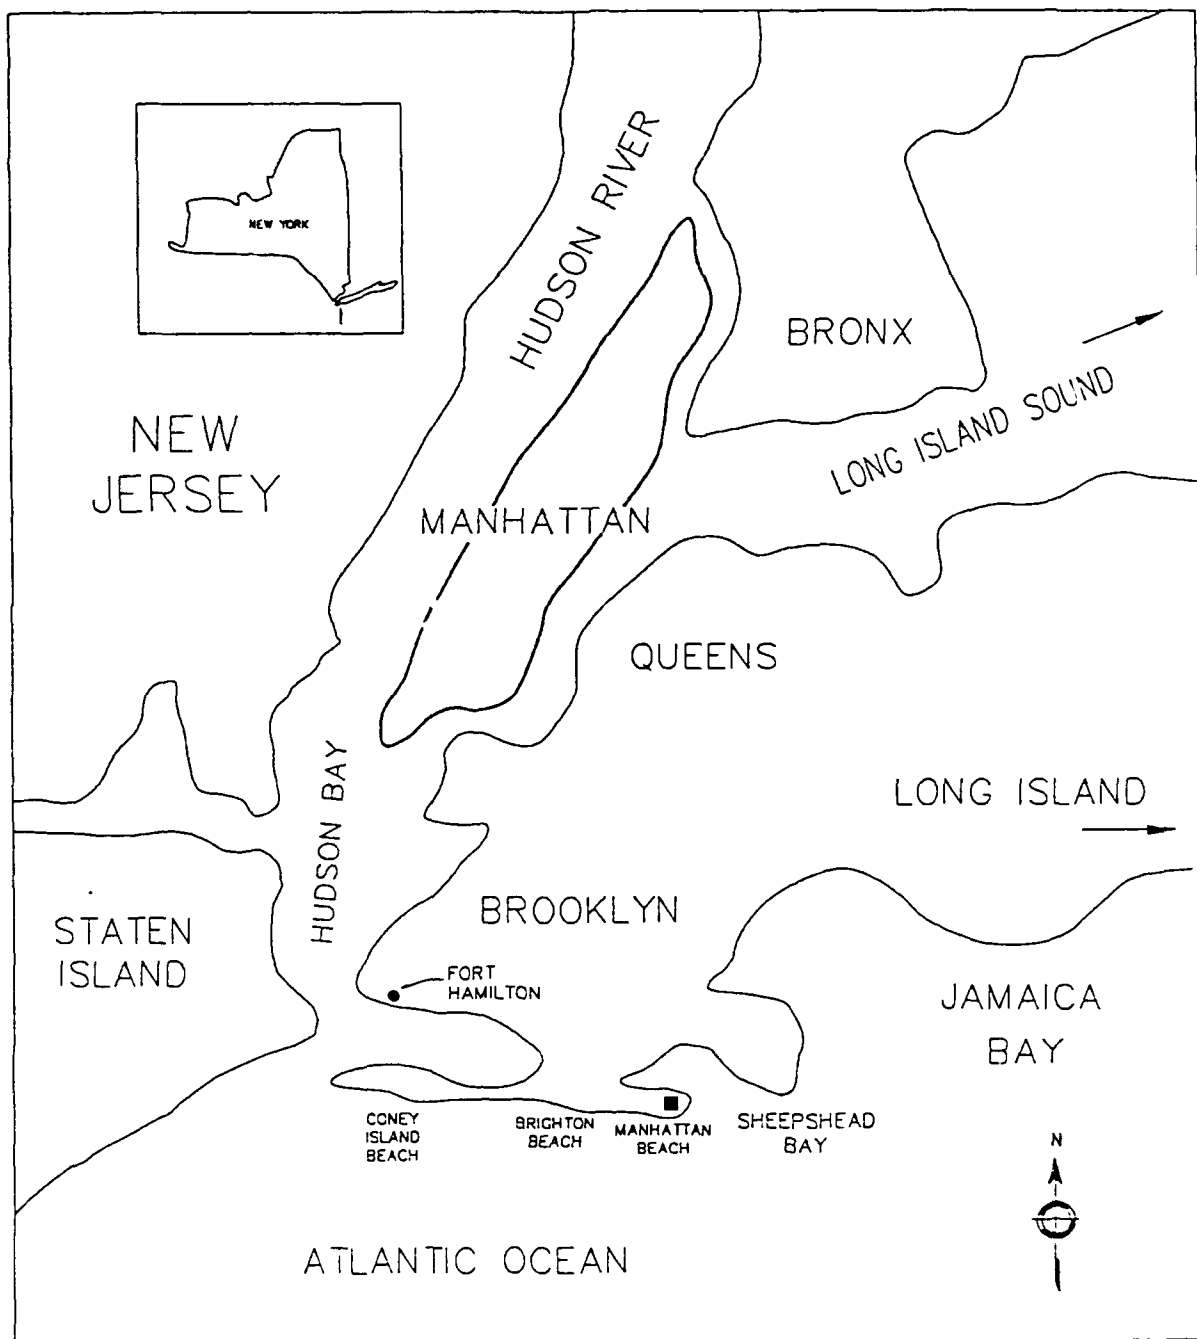 NEW YORK
HUDSON RIVER
BRONX
LONG ISLAND SOUND
NEW
JERSEY
MANHATTAN
QUEENS
LONG ISLAND
HUDSON BAY
BROOKLYN
STATEN
ISLAND
FORT
HAMILTON
JAMAICA
BAY
CONEY
ISLAND
BEACH
BRIGHTON
BEACH
MANHATTAN
BEACH
SHEEPSHEAD
BAY
N
ATLANTIC OCEAN